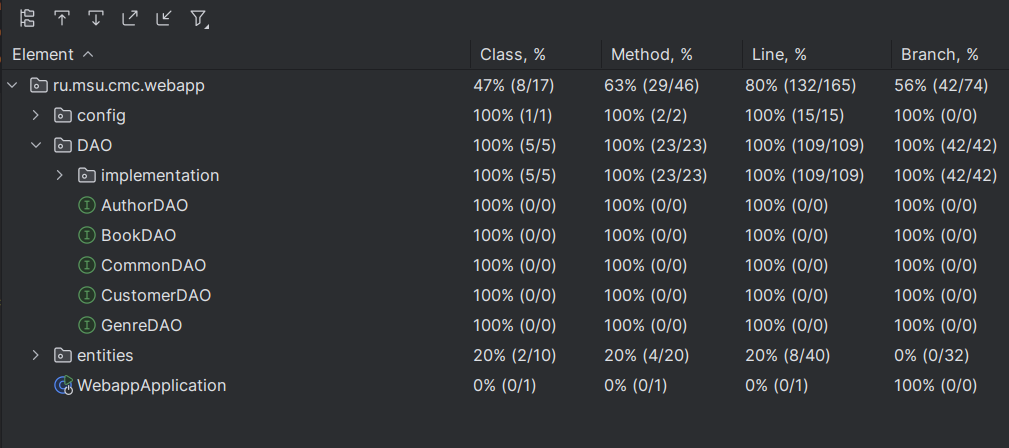 Element Class, % Method, % Line, % Branch, %
ru.msu.cmc.webapp 47% (8/17) 63% (29/46) 80% (132/165) 56% (42/74)
config 100% (1/1) 100% (2/2) 100% (15/15) 100% (0/0)
DAO 100% (5/5) 100% (23/23) 100% (109/109) 100% (42/42)
implementation 100% (5/5) 100% (23/23) 100% (109/109) 100% (42/42)
AuthorDAO 100% (0/0) 100% (0/0) 100% (0/0) 100% (0/0)
BookDAO 100% (0/0) 100% (0/0) 100% (0/0) 100% (0/0)
CommonDAO 100% (0/0) 100% (0/0) 100% (0/0) 100% (0/0)
CustomerDAO 100% (0/0) 100% (0/0) 100% (0/0) 100% (0/0)
GenreDAO 100% (0/0) 100% (0/0) 100% (0/0) 100% (0/0)
entities 20% (2/10) 20% (4/20) 20% (8/40) 0% (0/32)
WebappApplication 0% (0/1) 0% (0/1) 0% (0/1) 100% (0/0)